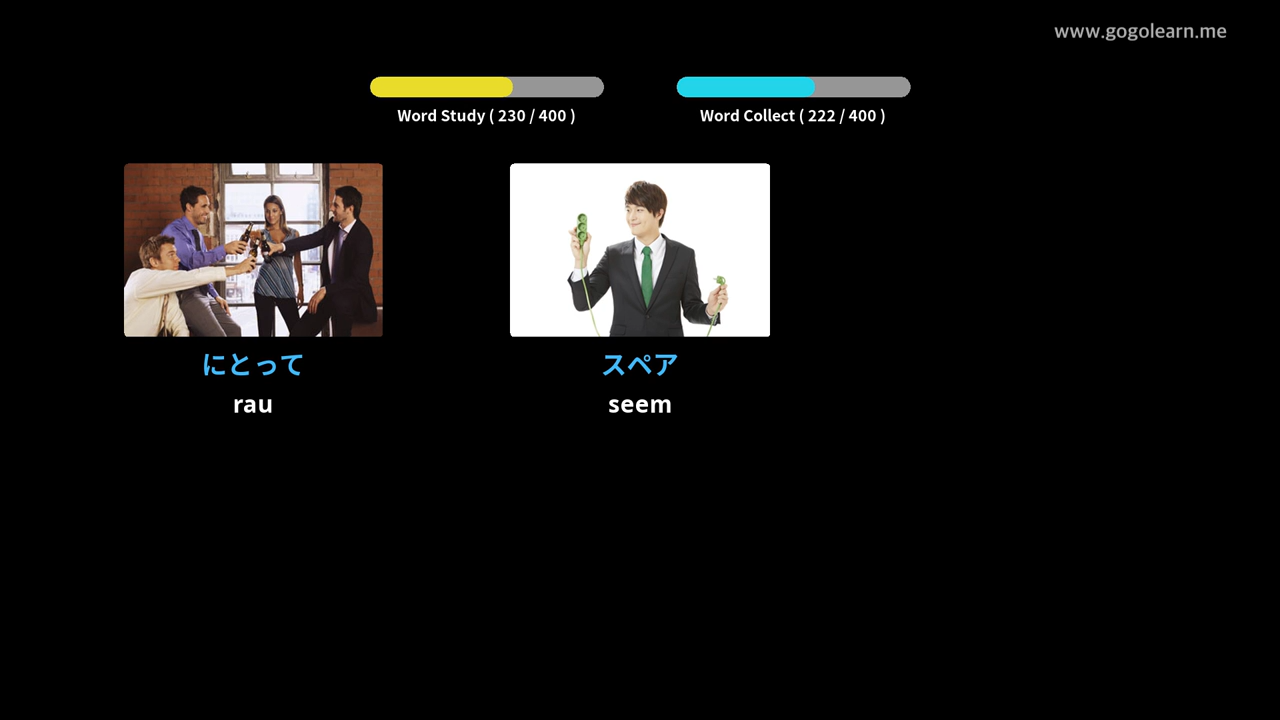 www.gogolearn.me
Word Study ( 230 / 400 )
Word Collect ( 222 / 400 )
にとって
rau
スペア
seem